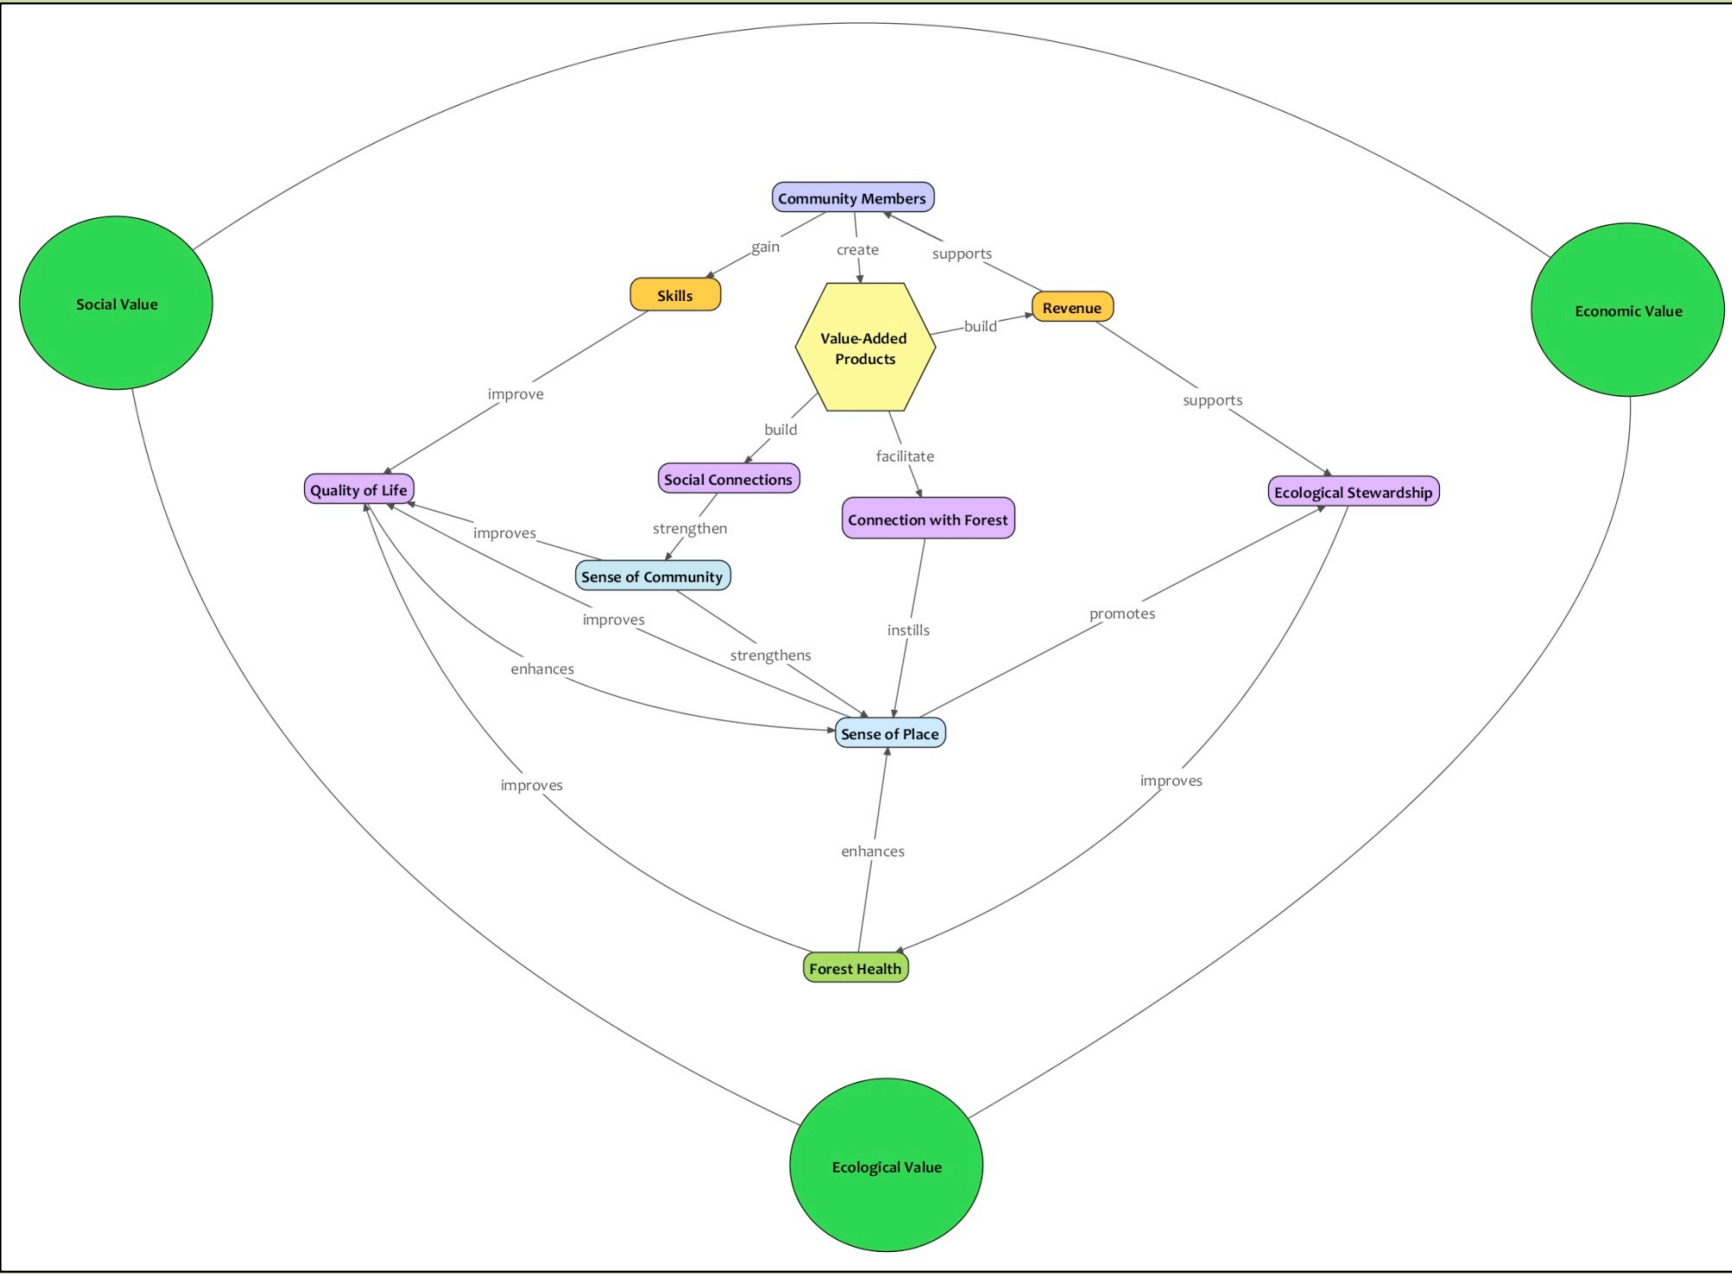 Community Members
gain
create
supports
Skills
Social Value
Revenue
Economic Value
build
Value-Added
Products
improve
supports
build
facilitate
Social Connections
Quality of Life
Ecological Stewardship
Connection with Forest
strengthen
improves
Sense of Community
promotes
improves
instills
strengthens
enhances
Sense of Place
improves
improves
enhances
Forest Health
Ecological Value